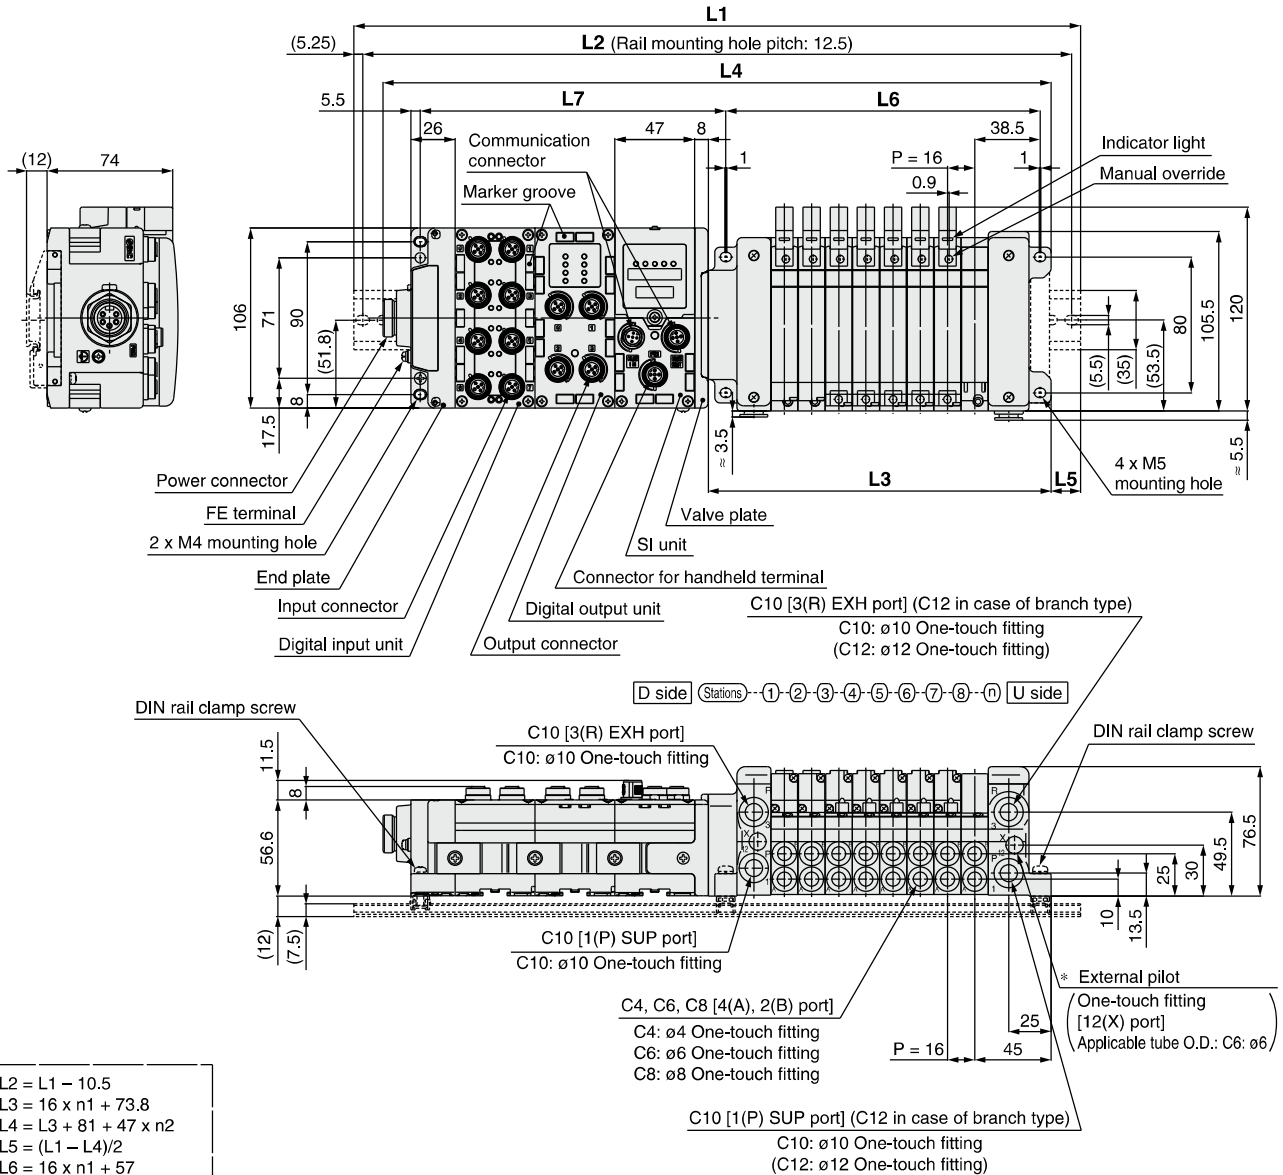 L1
(5.25)
L2 (Rail mounting hole pitch: 12.5)
L4
5.5
L7
L6
(12)
74
26
Communication
connector
47
8
38.5
Indicator light
P = 16
1
1
Manual override
Marker groove
0.9
106
71
90
(51.8)
8
17.5
80
105.5
120
(5.5)
(35)
(53.5)
≈ 3.5
≈ 5.5
4 x M5
mounting hole
L3
L5
Power connector
FE terminal
2 x M4 mounting hole
End plate
Input connector
Digital input unit
Valve plate
SI unit
Connector for handheld terminal
Digital output unit
Output connector
C10 [3(R) EXH port] (C12 in case of branch type)
C10: ø10 One-touch fitting
(C12: ø12 One-touch fitting)
D side Stations 1 2 3 4 5 6 7 8 n U side
DIN rail clamp screw
C10 [3(R) EXH port]
C10: ø10 One-touch fitting
DIN rail clamp screw
11.5
8
56.6
(12)
(7.5)
R
3
X
12
P
1
R
3
X
12
P
1
76.5
49.5
30
25
10
13.5
C10 [1(P) SUP port]
C10: ø10 One-touch fitting
* External pilot
One-touch fitting
[12(X) port]
Applicable tube O.D.: C6: ø6
C4, C6, C8 [4(A), 2(B) port]
C4: ø4 One-touch fitting
C6: ø6 One-touch fitting
C8: ø8 One-touch fitting
25
P = 16
45
C10 [1(P) SUP port] (C12 in case of branch type)
C10: ø10 One-touch fitting
(C12: ø12 One-touch fitting)
L2 = L1 – 10.5
L3 = 16 x n1 + 73.8
L4 = L3 + 81 + 47 x n2
L5 = (L1 – L4)/2
L6 = 16 x n1 + 57